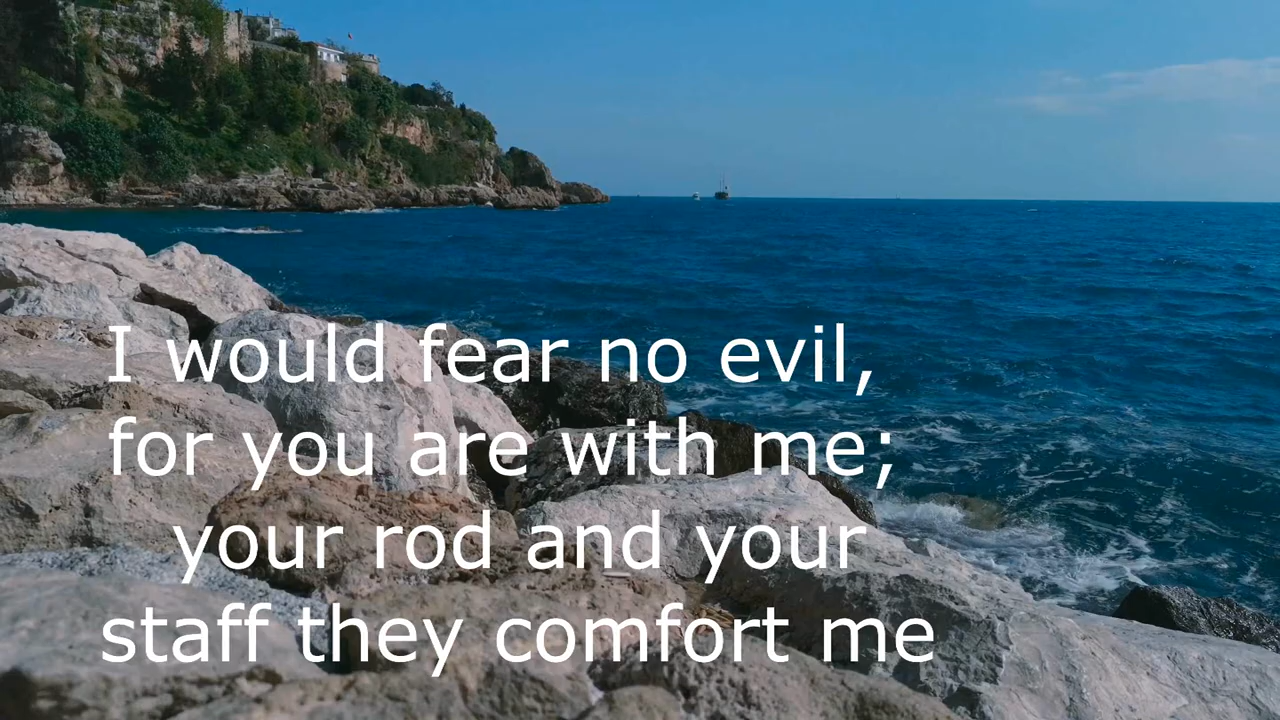 I would fear no evil,
for you are with me;
your rod and your
staff they comfort me